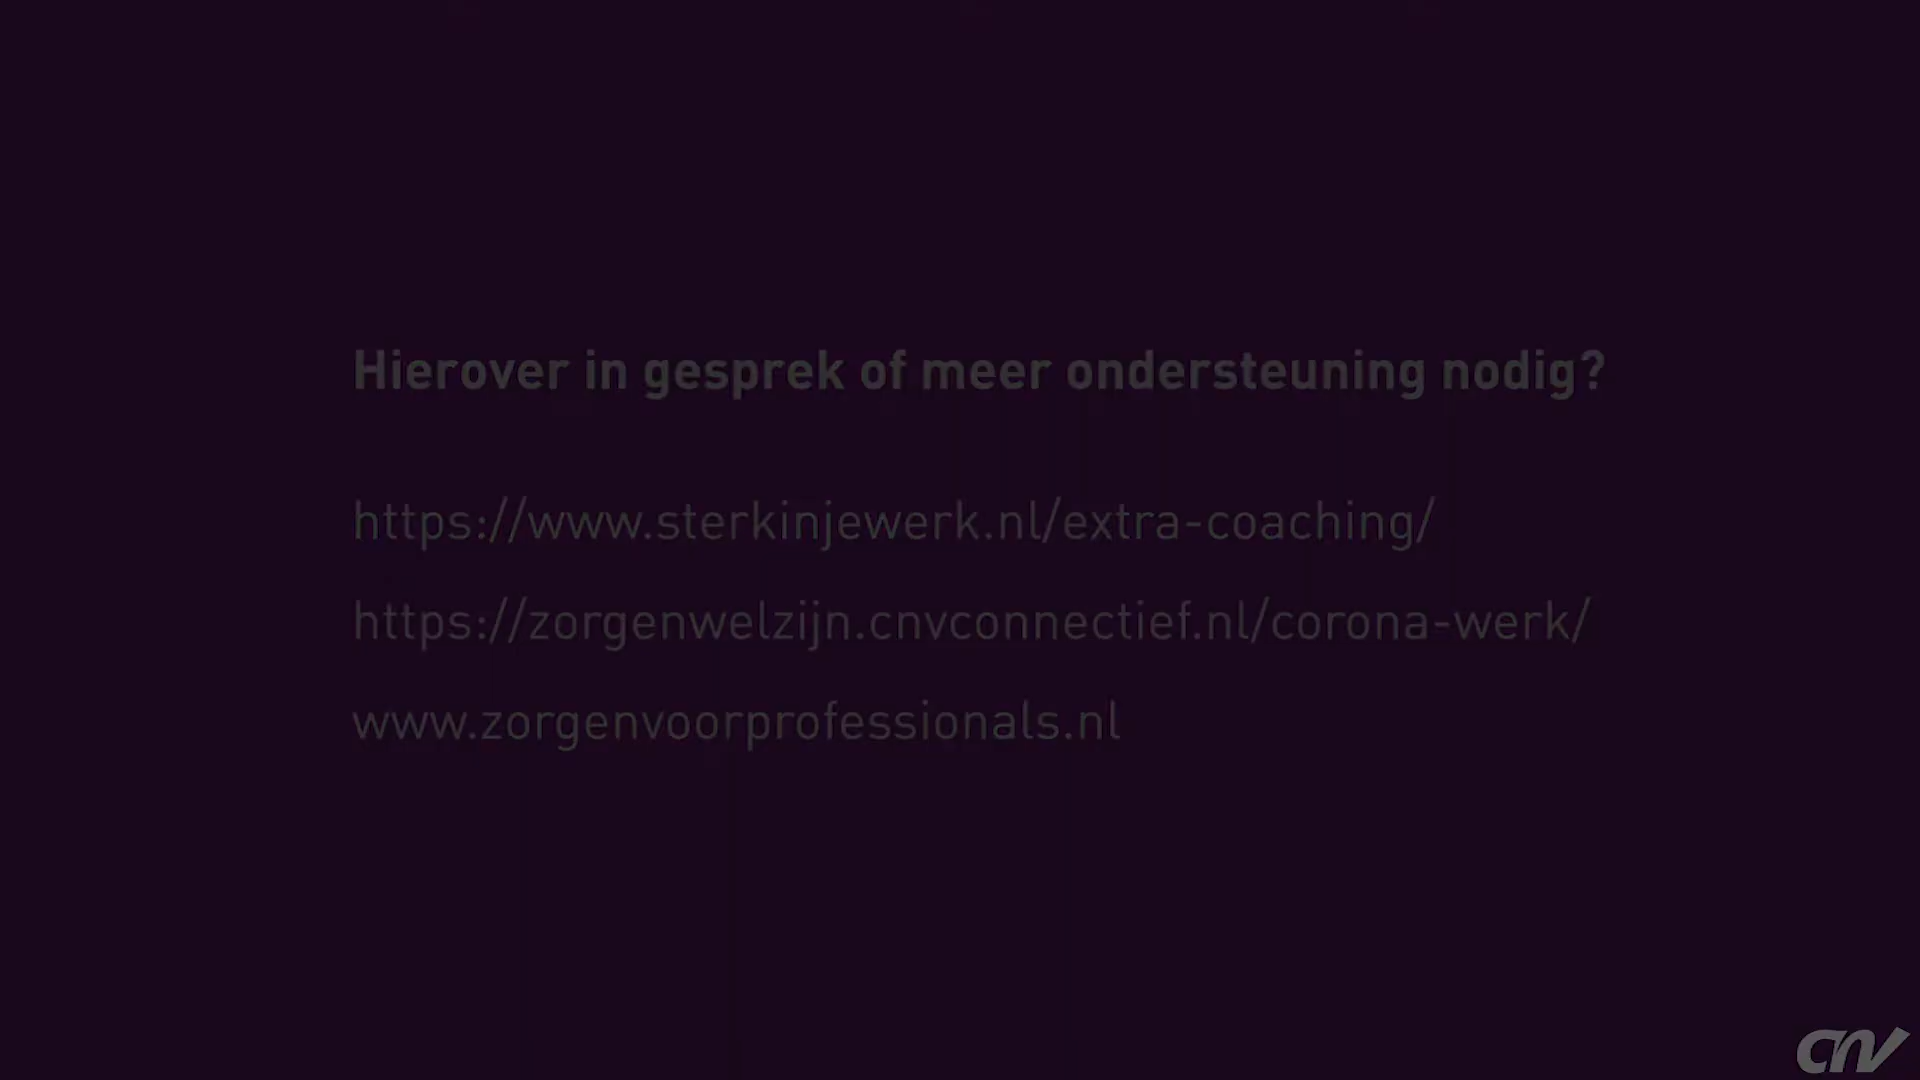 Hierover in gesprek of meer ondersteuning nodig?
https://www.sterkinjewerk.nl/extra-coaching/
https://zorgenwelzijn.cnvconnectief.nl/corona-werk/
www.zorgenvoorprofessionals.nl
CNV